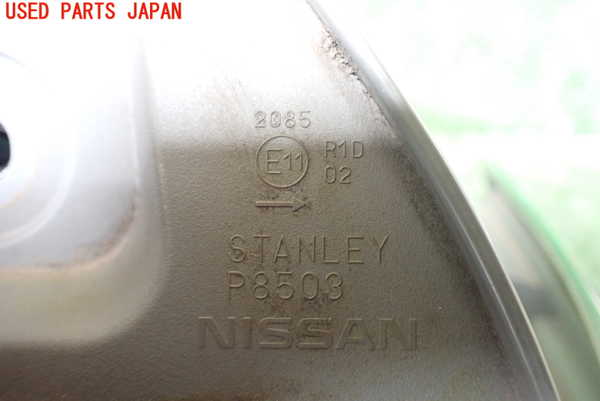 USED PARTS JAPAN
2085
E11 R1D
02
STANLEY
P8503
NISSAN